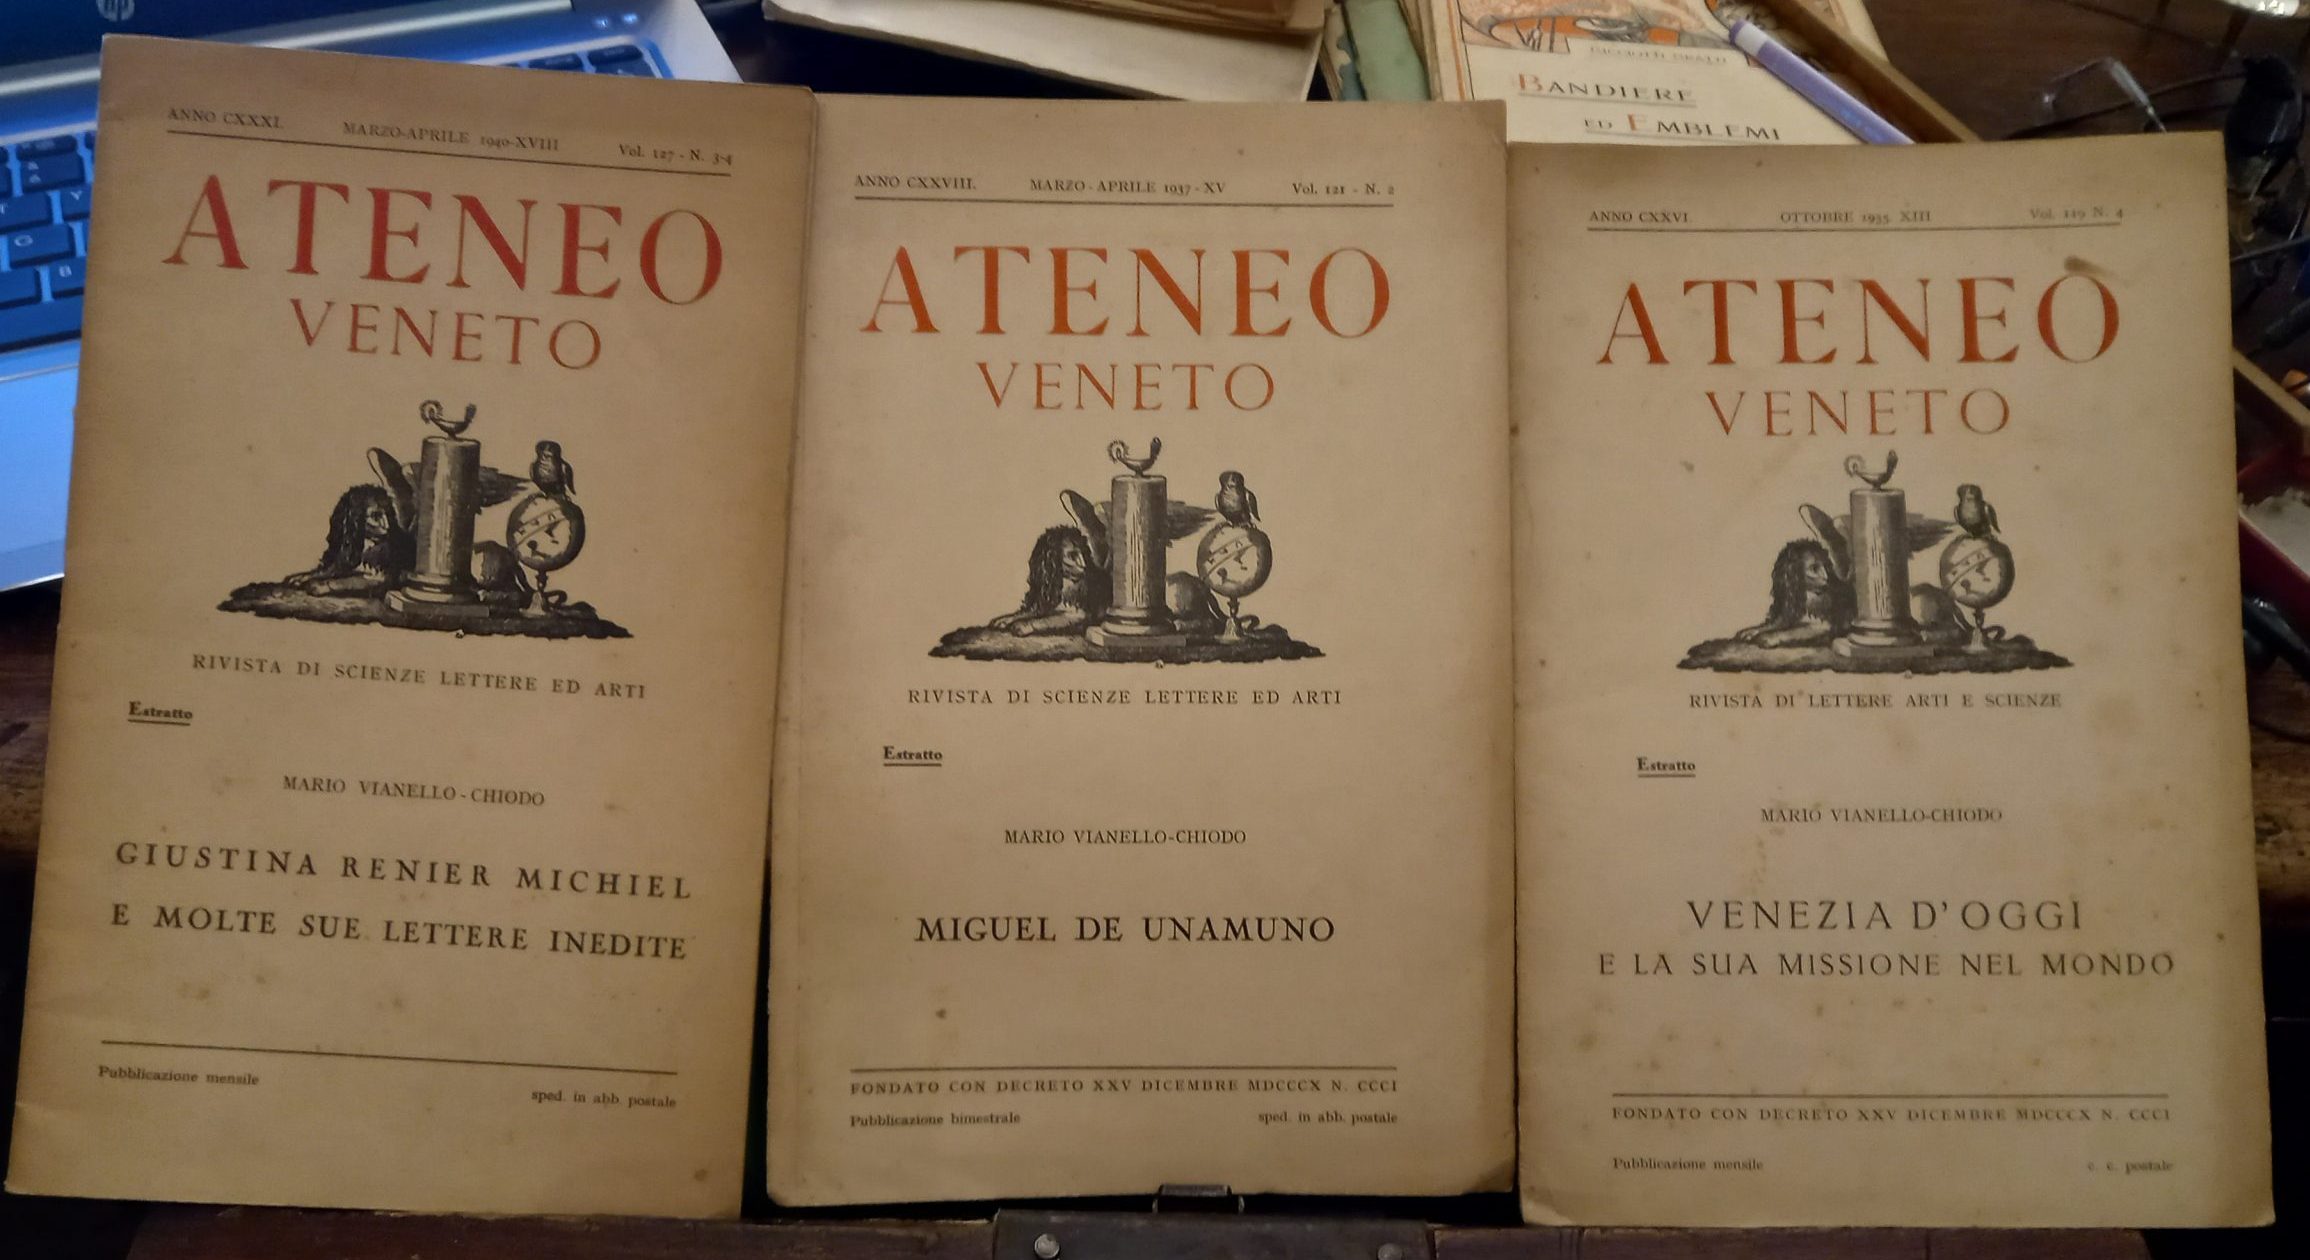 hp
BANDIERE
ED EMBLEMI
ANNO CXXXI. MARZO-APRILE 1940-XVIII Vol. 127 - N. 3-4
ATENEO
VENETO
RIVISTA DI SCIENZE LETTERE ED ARTI
Estratto
MARIO VIANELLO-CHIODO
GIUSTINA RENIER MICHIEL
E MOLTE SUE LETTERE INEDITE
Pubblicazione mensile sped. in abb. postale
ANNO CXXVIII. MARZO-APRILE 1937-XV Vol. 121 - N. 2
ATENEO
VENETO
RIVISTA DI SCIENZE LETTERE ED ARTI
Estratto
MARIO VIANELLO-CHIODO
MIGUEL DE UNAMUNO
FONDATO CON DECRETO XXV DICEMBRE MDCCCX N. CCCI
Pubblicazione bimestrale sped. in abb. postale
ANNO CXXVI. OTTOBRE 1935 XIII Vol. 119 N. 4
ATENEO
VENETO
RIVISTA DI LETTERE ARTI E SCIENZE
Estratto
MARIO VIANELLO-CHIODO
VENEZIA D'OGGI
E LA SUA MISSIONE NEL MONDO
FONDATO CON DECRETO XXV DICEMBRE MDCCCX N. CCCI
Pubblicazione mensile c. c. postale